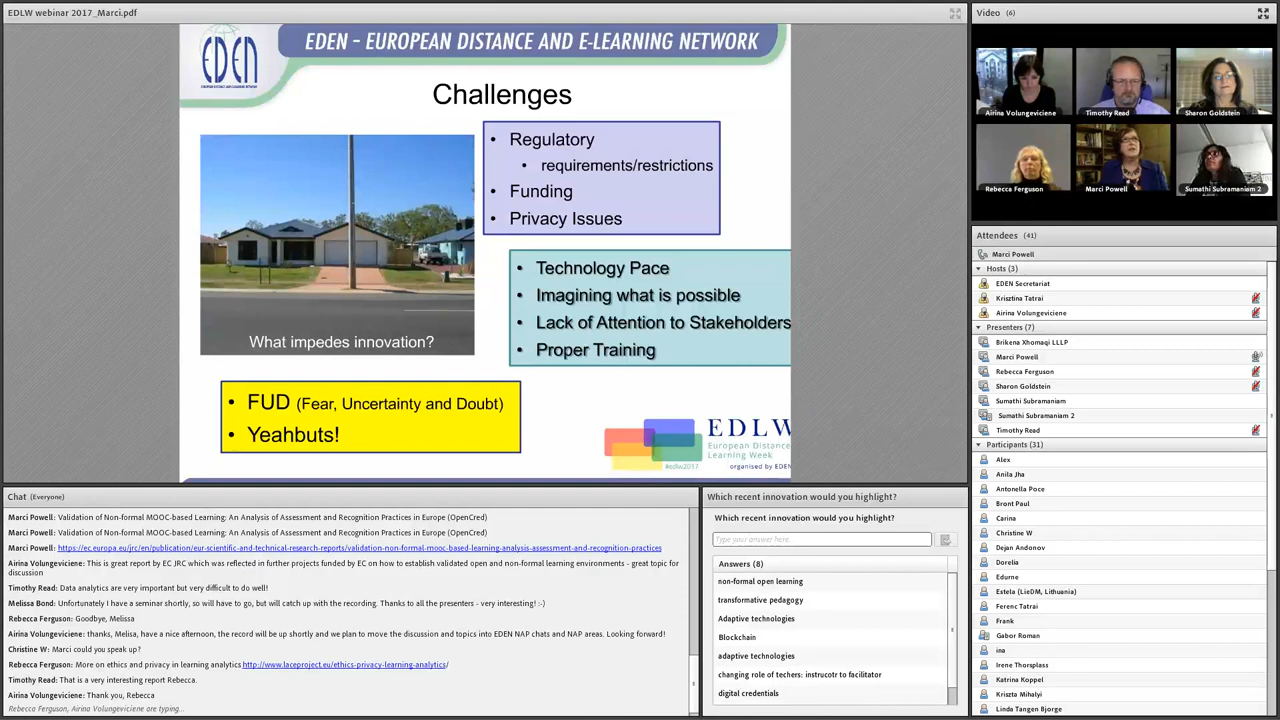 EDLW webinar 2017_Marci.pdf
EDEN
EDEN - EUROPEAN DISTANCE AND E-LEARNING NETWORK
Challenges
• Regulatory
• requirements/restrictions
• Funding
• Privacy Issues
What impedes innovation?
• Technology Pace
• Imagining what is possible
• Lack of Attention to Stakeholders
• Proper Training
• FUD (Fear, Uncertainty and Doubt)
• Yeahbuts!
EDLW
European Distance
Learning Week
#edlw2017
organised by EDEN
Video (6)
Airina Volungeviciene
Timothy Read
Sharon Goldstein
Rebecca Ferguson
Marci Powell
Sumathi Subramaniam 2
Attendees (41)
Marci Powell
Hosts (3)
EDEN Secretariat
Krisztina Tatrai
Airina Volungeviciene
Presenters (7)
Brikena Xhomaqi LLLP
Marci Powell
Rebecca Ferguson
Sharon Goldstein
Sumathi Subramaniam
Sumathi Subramaniam 2
Timothy Read
Participants (31)
Alex
Anila Jha
Antonella Poce
Bront Paul
Carina
Christine W
Dejan Andonov
Dorelia
Edurne
Estela (LieDM, Lithuania)
Ferenc Tatrai
Frank
Gabor Roman
ina
Irene Thorsplass
Katrina Koppel
Kriszta Mihalyi
Linda Tangen Bjorge
Chat (Everyone)
Marci Powell: Validation of Non-formal MOOC-based Learning: An Analysis of Assessment and Recognition Practices in Europe (OpenCred)
Marci Powell: Validation of Non-formal MOOC-based Learning: An Analysis of Assessment and Recognition Practices in Europe (OpenCred)
Marci Powell: https://ec.europa.eu/jrc/en/publication/eur-scientific-and-technical-research-reports/validation-non-formal-mooc-based-learning-analysis-assessment-and-recognition-practices
Airina Volungeviciene: This is great report by EC JRC which was reflected in further projects funded by EC on how to establish validated open and non-formal learning environments - great topic for
discussion
Timothy Read: Data analytics are very important but very difficult to do well!
Melissa Bond: Unfortunately I have a seminar shortly, so will have to go, but will catch up with the recording. Thanks to all the presenters - very interesting! :-)
Rebecca Ferguson: Goodbye, Melissa
Airina Volungeviciene: thanks, Melisa, have a nice afternoon, the record will be up shortly and we plan to move the discussion and topics into EDEN NAP chats and NAP areas. Looking forward!
Christine W: Marci could you speak up?
Rebecca Ferguson: More on ethics and privacy in learning analytics http://www.laceproject.eu/ethics-privacy-learning-analytics/
Timothy Read: That is a very interesting report Rebecca.
Airina Volungeviciene: Thank you, Rebecca
Rebecca Ferguson, Airina Volungeviciene are typing...
Which recent innovation would you highlight?
Which recent innovation would you highlight?
Type your answer here
Answers (8)
non-formal open learning
transformative pedagogy
Adaptive technologies
Blockchain
adaptive technologies
changing role of techers: instrucotr to facilitator
digital credentials